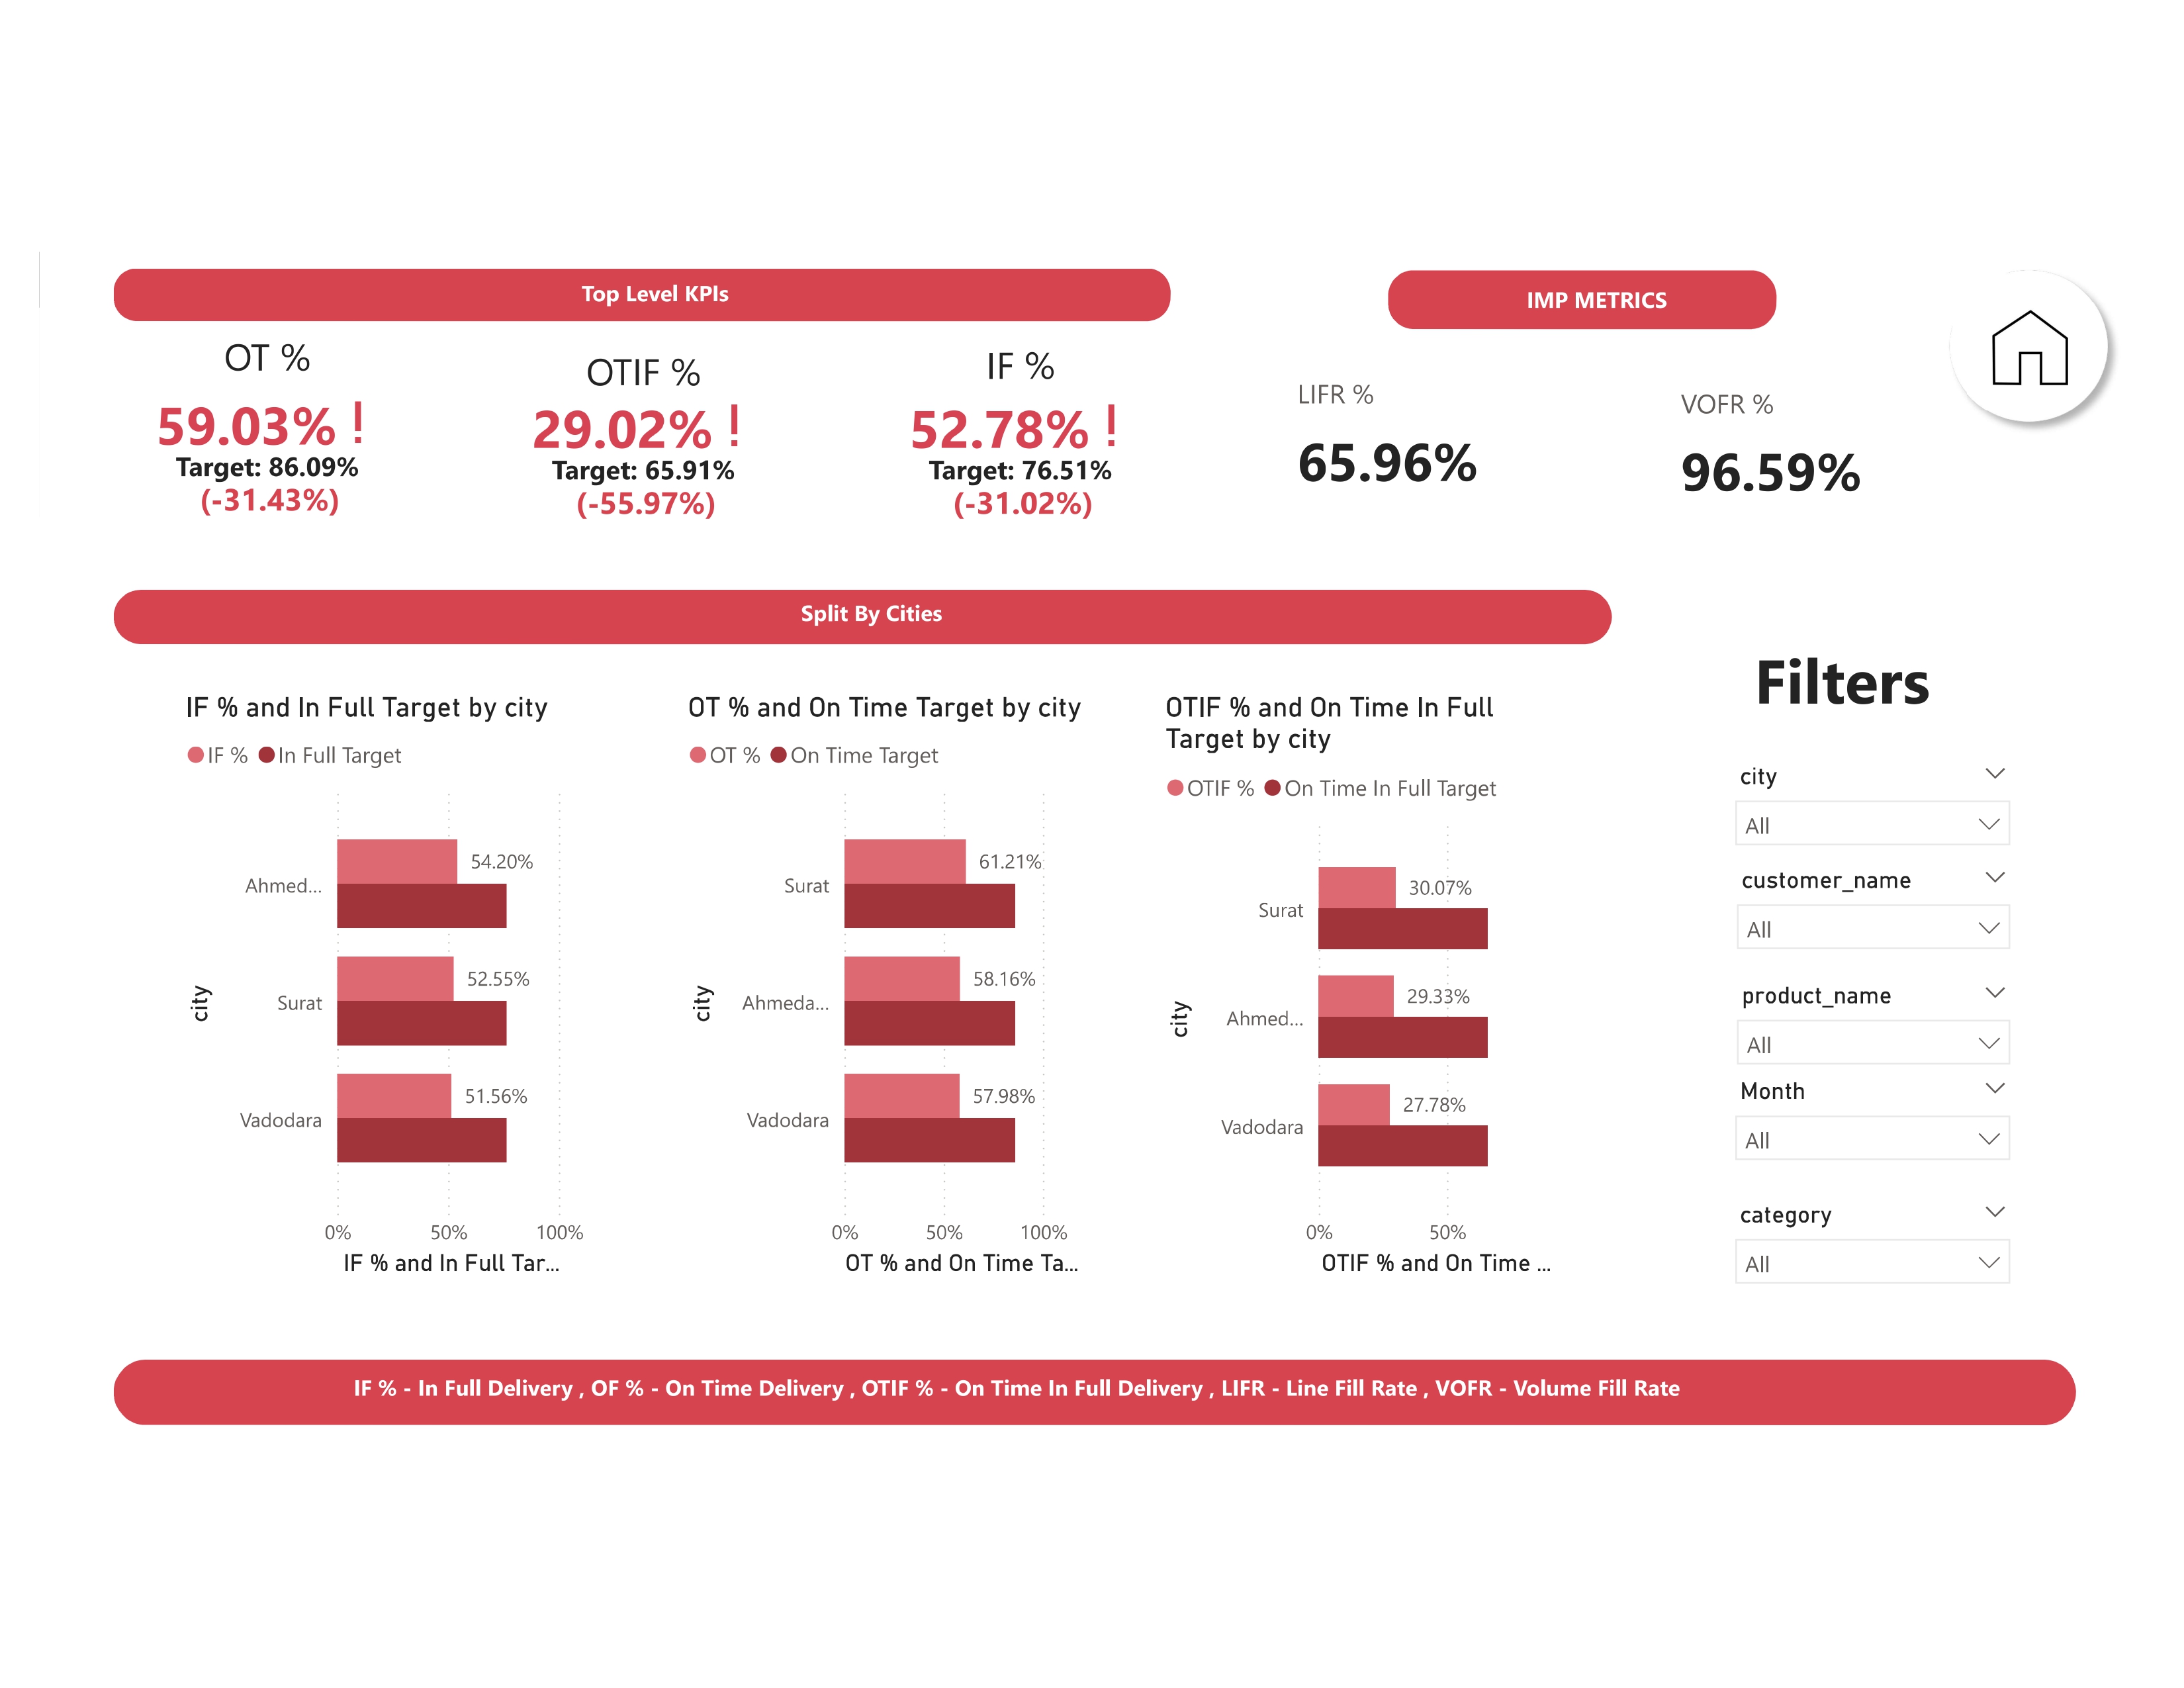 Top Level KPIs
IMP METRICS
OT %
59.03% !
Target: 86.09%
(-31.43%)
OTIF %
29.02% !
Target: 65.91%
(-55.97%)
IF %
52.78% !
Target: 76.51%
(-31.02%)
LIFR %
65.96%
VOFR %
96.59%
Split By Cities
IF % and In Full Target by city
IF % In Full Target
city
Ahmed...
54.20%
Surat
52.55%
Vadodara
51.56%
0% 50% 100%
IF % and In Full Tar...
OT % and On Time Target by city
OT % On Time Target
city
Surat
61.21%
Ahmeda...
58.16%
Vadodara
57.98%
0% 50% 100%
OT % and On Time Ta...
OTIF % and On Time In Full
Target by city
OTIF % On Time In Full Target
city
Surat
30.07%
Ahmed...
29.33%
Vadodara
27.78%
0% 50%
OTIF % and On Time ...
Filters
city
All
customer_name
All
product_name
All
Month
All
category
All
IF % - In Full Delivery , OF % - On Time Delivery , OTIF % - On Time In Full Delivery , LIFR - Line Fill Rate , VOFR - Volume Fill Rate